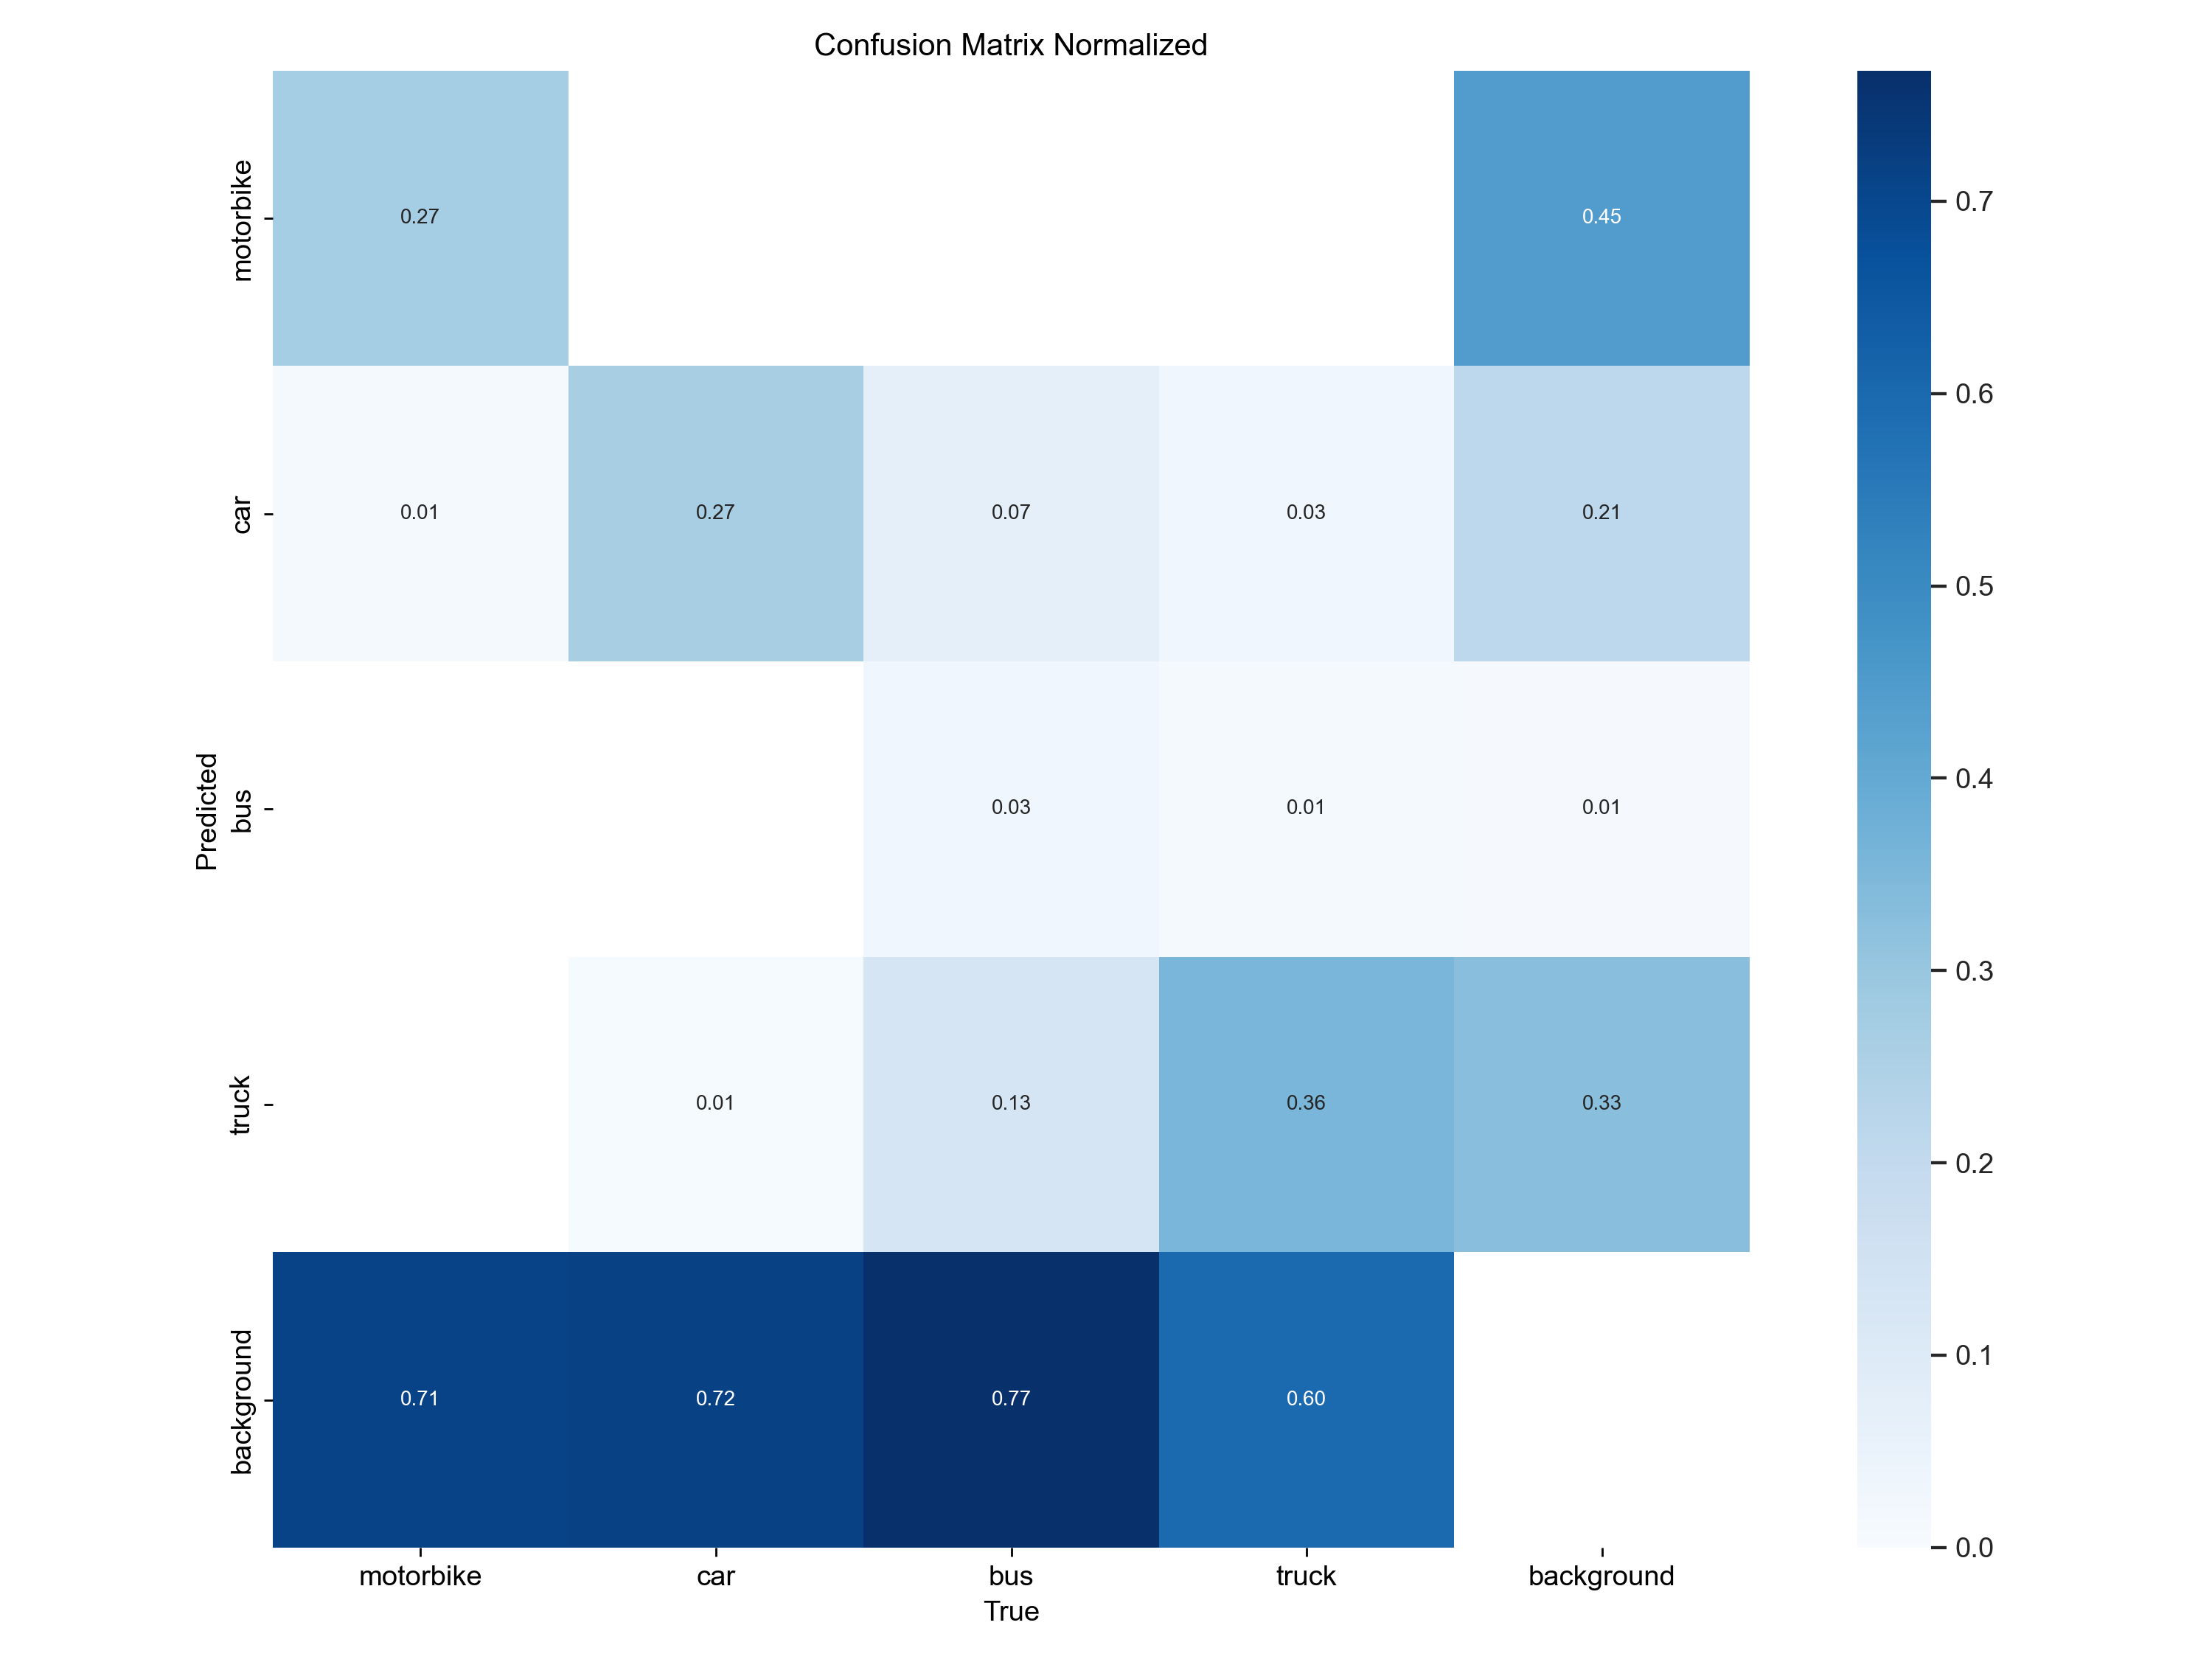 Confusion Matrix Normalized
motorbike
0.27
0.45
car
0.01
0.27
0.07
0.03
0.21
Predicted
bus
0.03
0.01
0.01
truck
0.01
0.13
0.36
0.33
background
0.71
0.72
0.77
0.60
motorbike
car
bus
truck
background
True
0.7
0.6
0.5
0.4
0.3
0.2
0.1
0.0